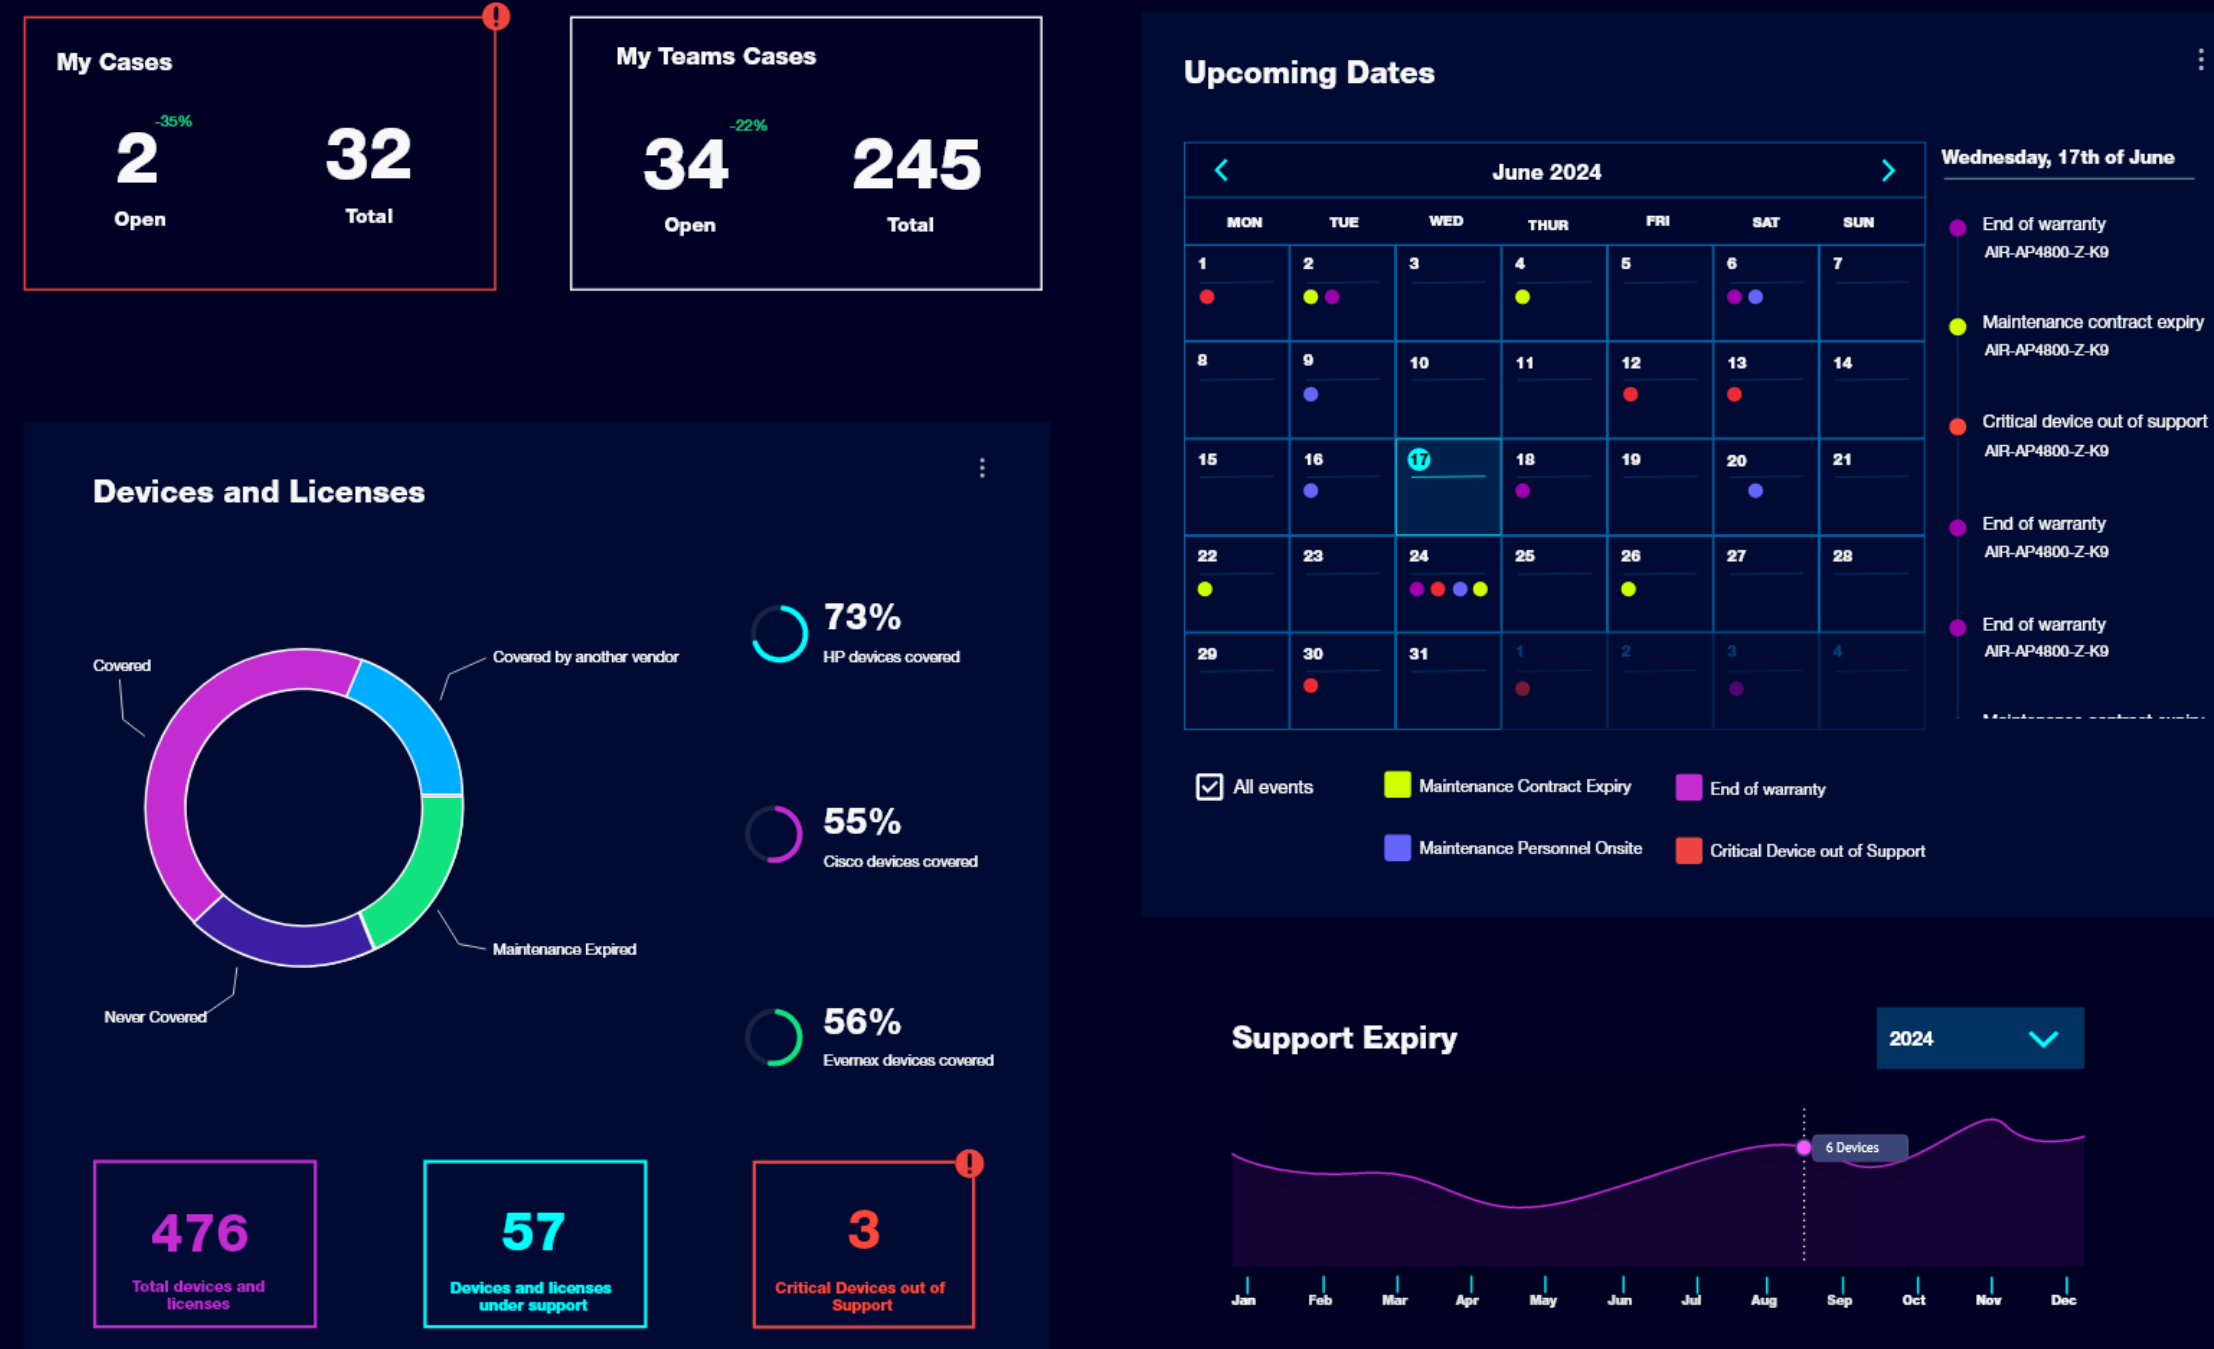 My Cases
-35%
2
32
Open
Total
My Teams Cases
-22%
34
245
Open
Total
Devices and Licenses
Covered
Covered by another vendor
Maintenance Expired
Never Covered
73%
HP devices covered
55%
Cisco devices covered
56%
Evernex devices covered
476
Total devices and
licenses
57
Devices and licenses
under support
3
Critical Devices out of
Support
Upcoming Dates
June 2024
MON TUE WED THUR FRI SAT SUN
1 2 3 4 5 6 7
8 9 10 11 12 13 14
15 16 17 18 19 20 21
22 23 24 25 26 27 28
29 30 31 1 2 3 4
Wednesday, 17th of June
End of warranty
AIR-AP4800-Z-K9
Maintenance contract expiry
AIR-AP4800-Z-K9
Critical device out of support
AIR-AP4800-Z-K9
End of warranty
AIR-AP4800-Z-K9
End of warranty
AIR-AP4800-Z-K9
Maintenance contract expiry
All events
Maintenance Contract Expiry
End of warranty
Maintenance Personnel Onsite
Critical Device out of Support
Support Expiry
2024
6 Devices
Jan Feb Mar Apr May Jun Jul Aug Sep Oct Nov Dec